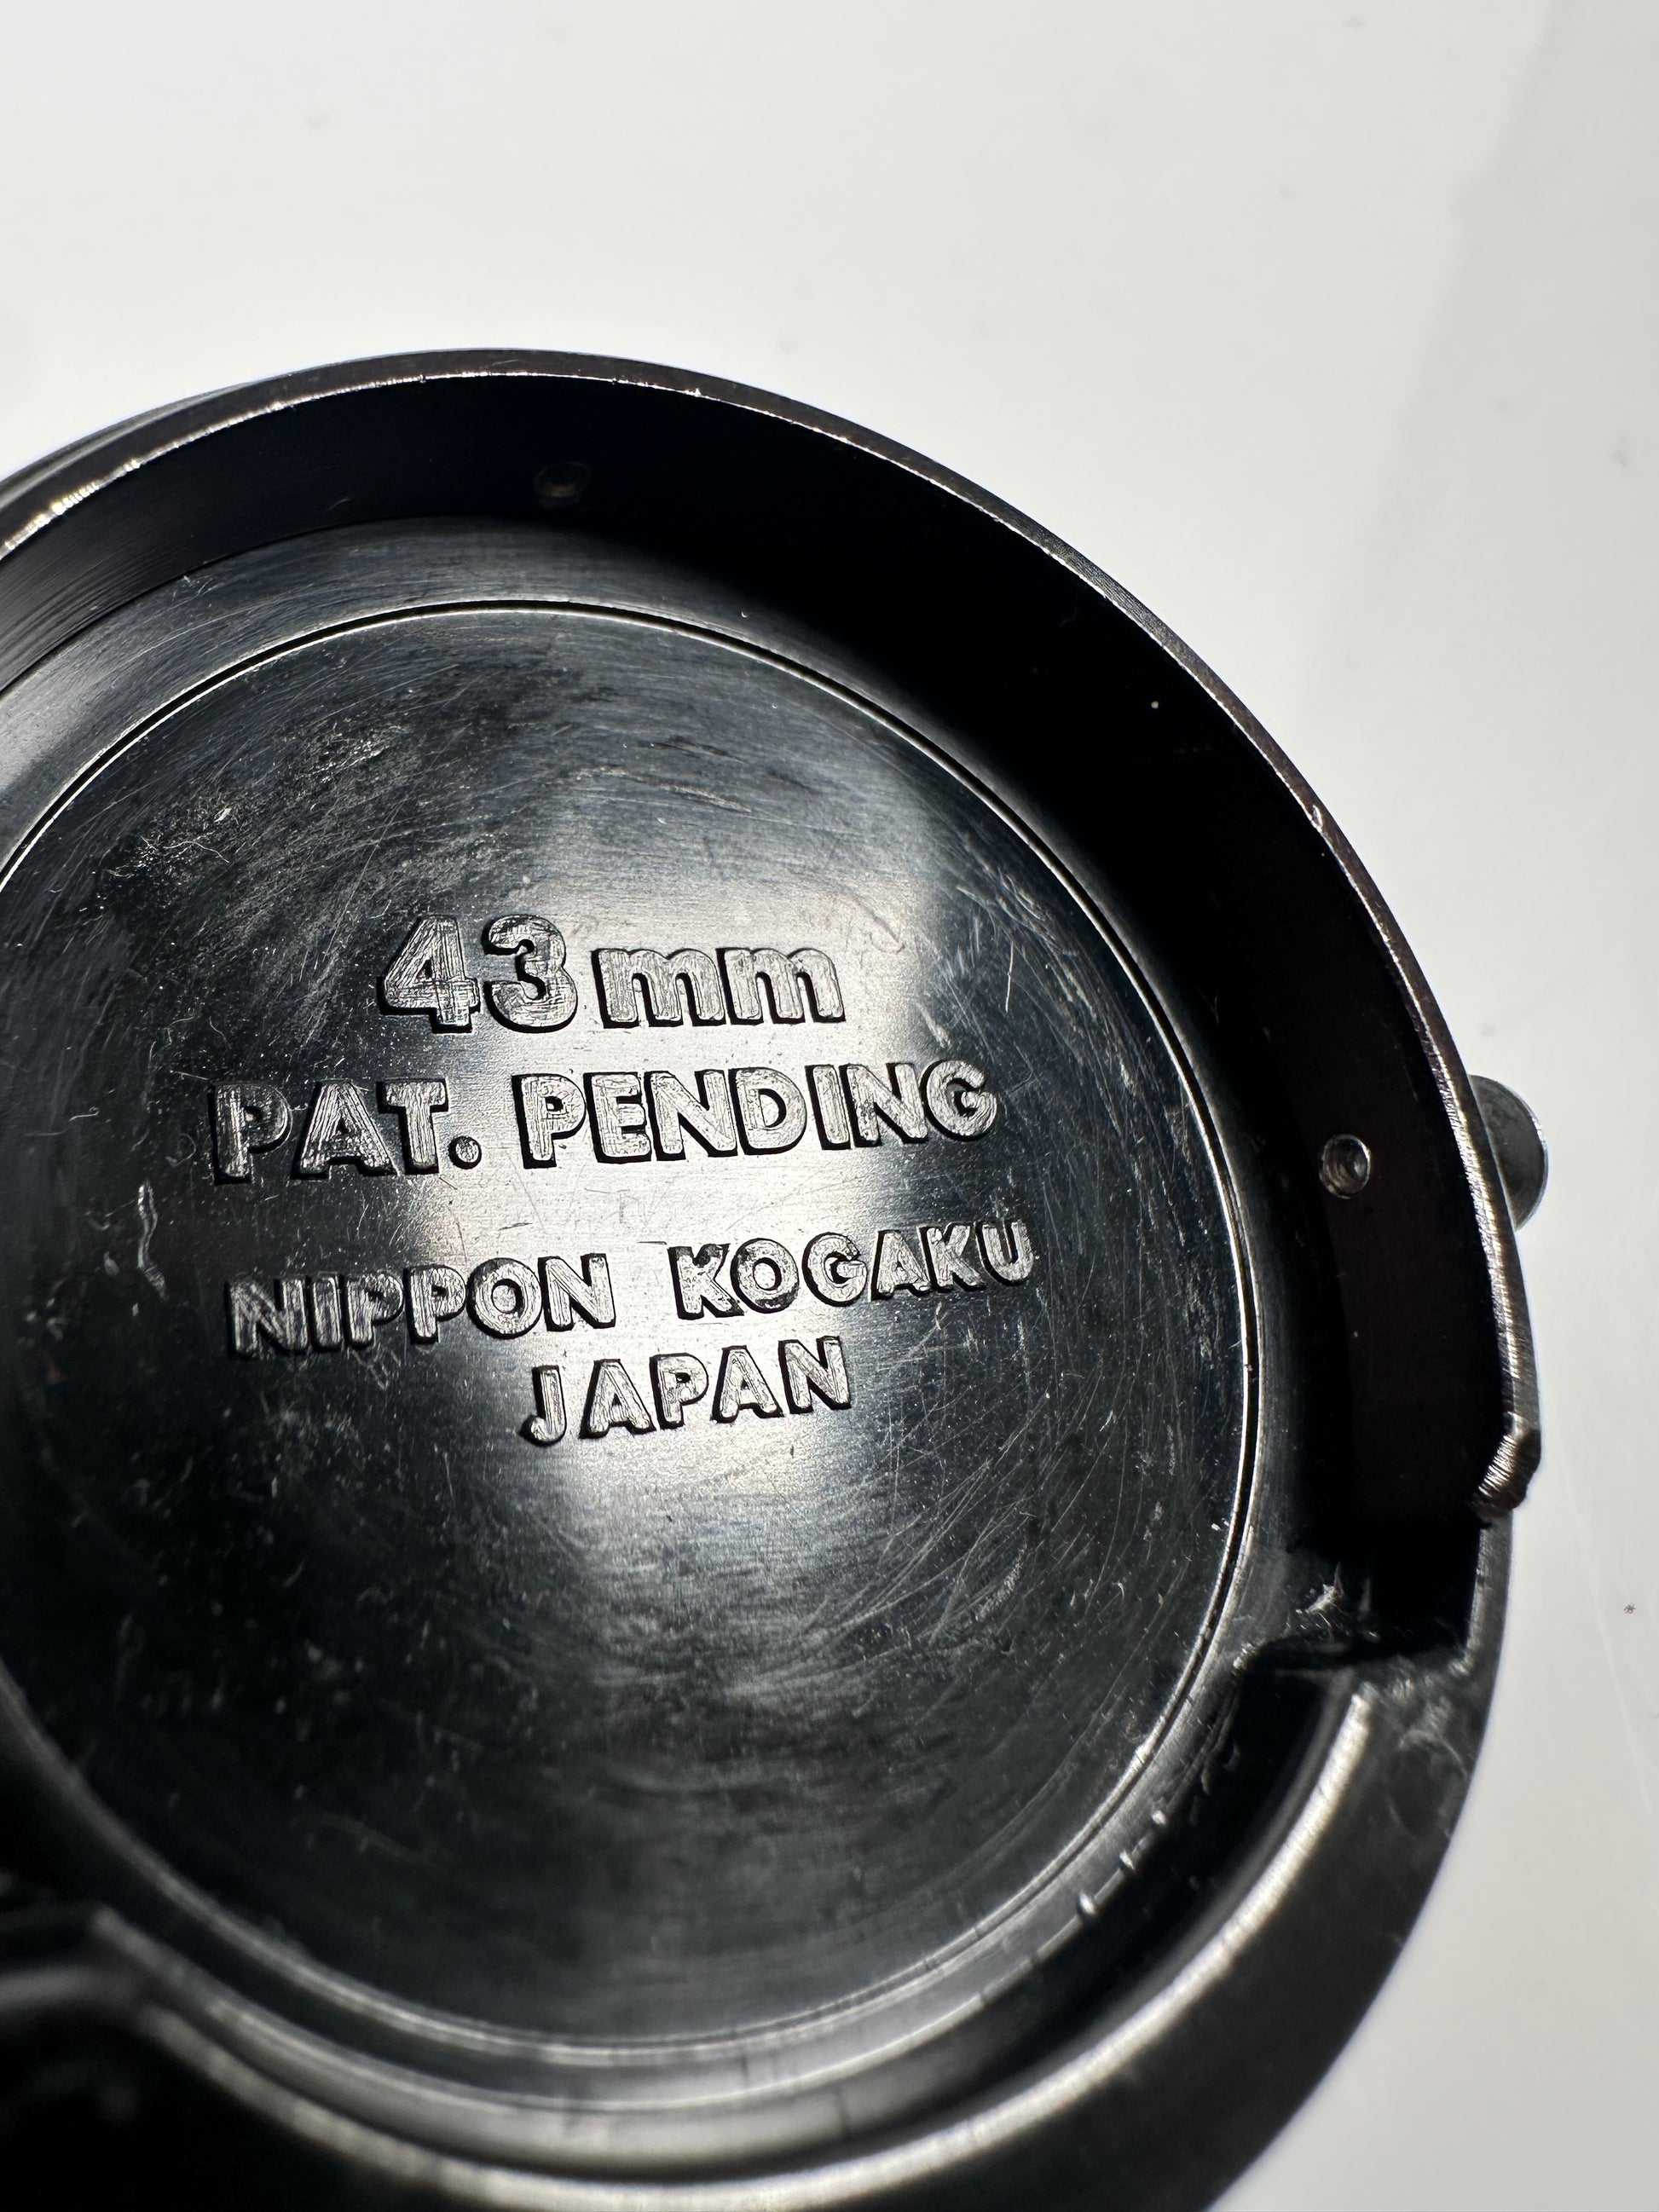 43mm
PAT. PENDING
NIPPON KOGAKU
JAPAN